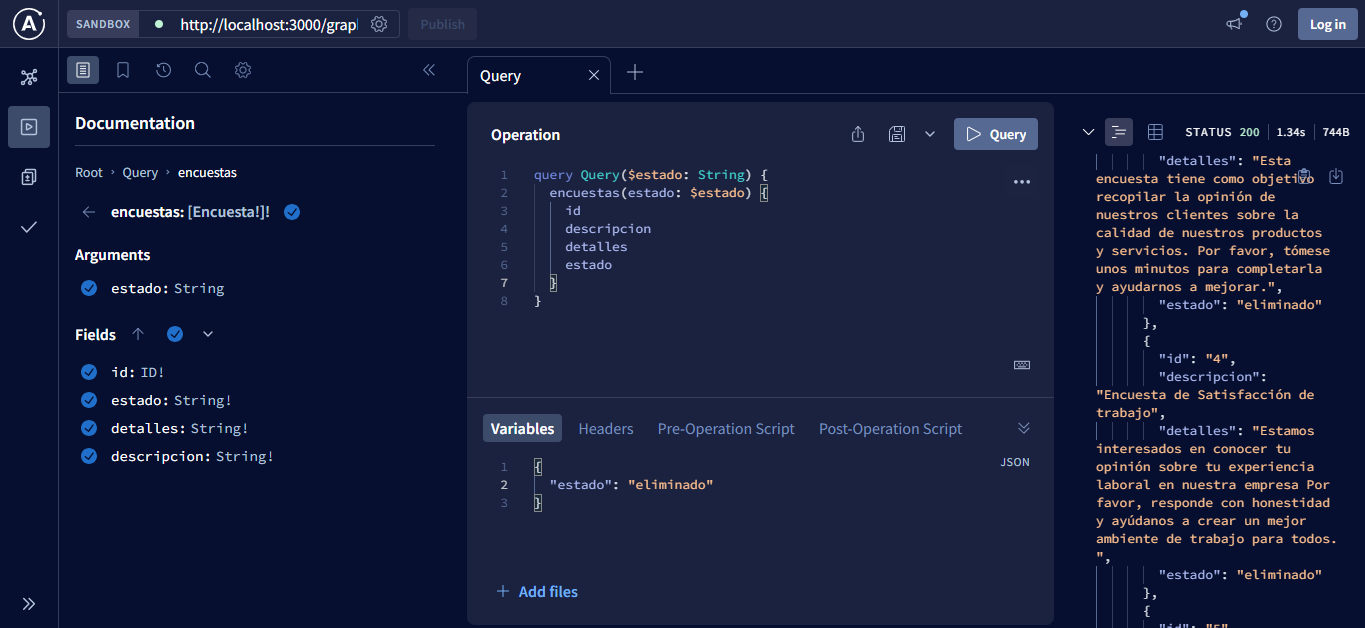 SANDBOX
http://localhost:3000/grap
Publish
Log in
Documentation
Root › Query › encuestas
encuestas: [Encuesta!]!
Arguments
estado: String
Fields
id: ID!
estado: String!
detalles: String!
descripcion: String!
Query
Operation
Query
1 query Query($estado: String) {
2 encuestas(estado: $estado) {
3 id
4 descripcion
5 detalles
6 estado
7 }
8 }
Variables Headers Pre-Operation Script Post-Operation Script
JSON
1 {
2 "estado": "eliminado"
3 }
Add files
STATUS 200 1.34s 744B
"detalles": "Esta
encuesta tiene como objetivo
recopilar la opinión de
nuestros clientes sobre la
calidad de nuestros productos
y servicios. Por favor, tómese
unos minutos para completarla
y ayudarnos a mejorar.",
"estado": "eliminado"
},
{
"id": "4",
"descripcion":
"Encuesta de Satisfacción de
trabajo",
"detalles": "Estamos
interesados en conocer tu
opinión sobre tu experiencia
laboral en nuestra empresa Por
favor, responde con honestidad
y ayúdanos a crear un mejor
ambiente de trabajo para todos.
",
"estado": "eliminado"
},
{
"id": "5"